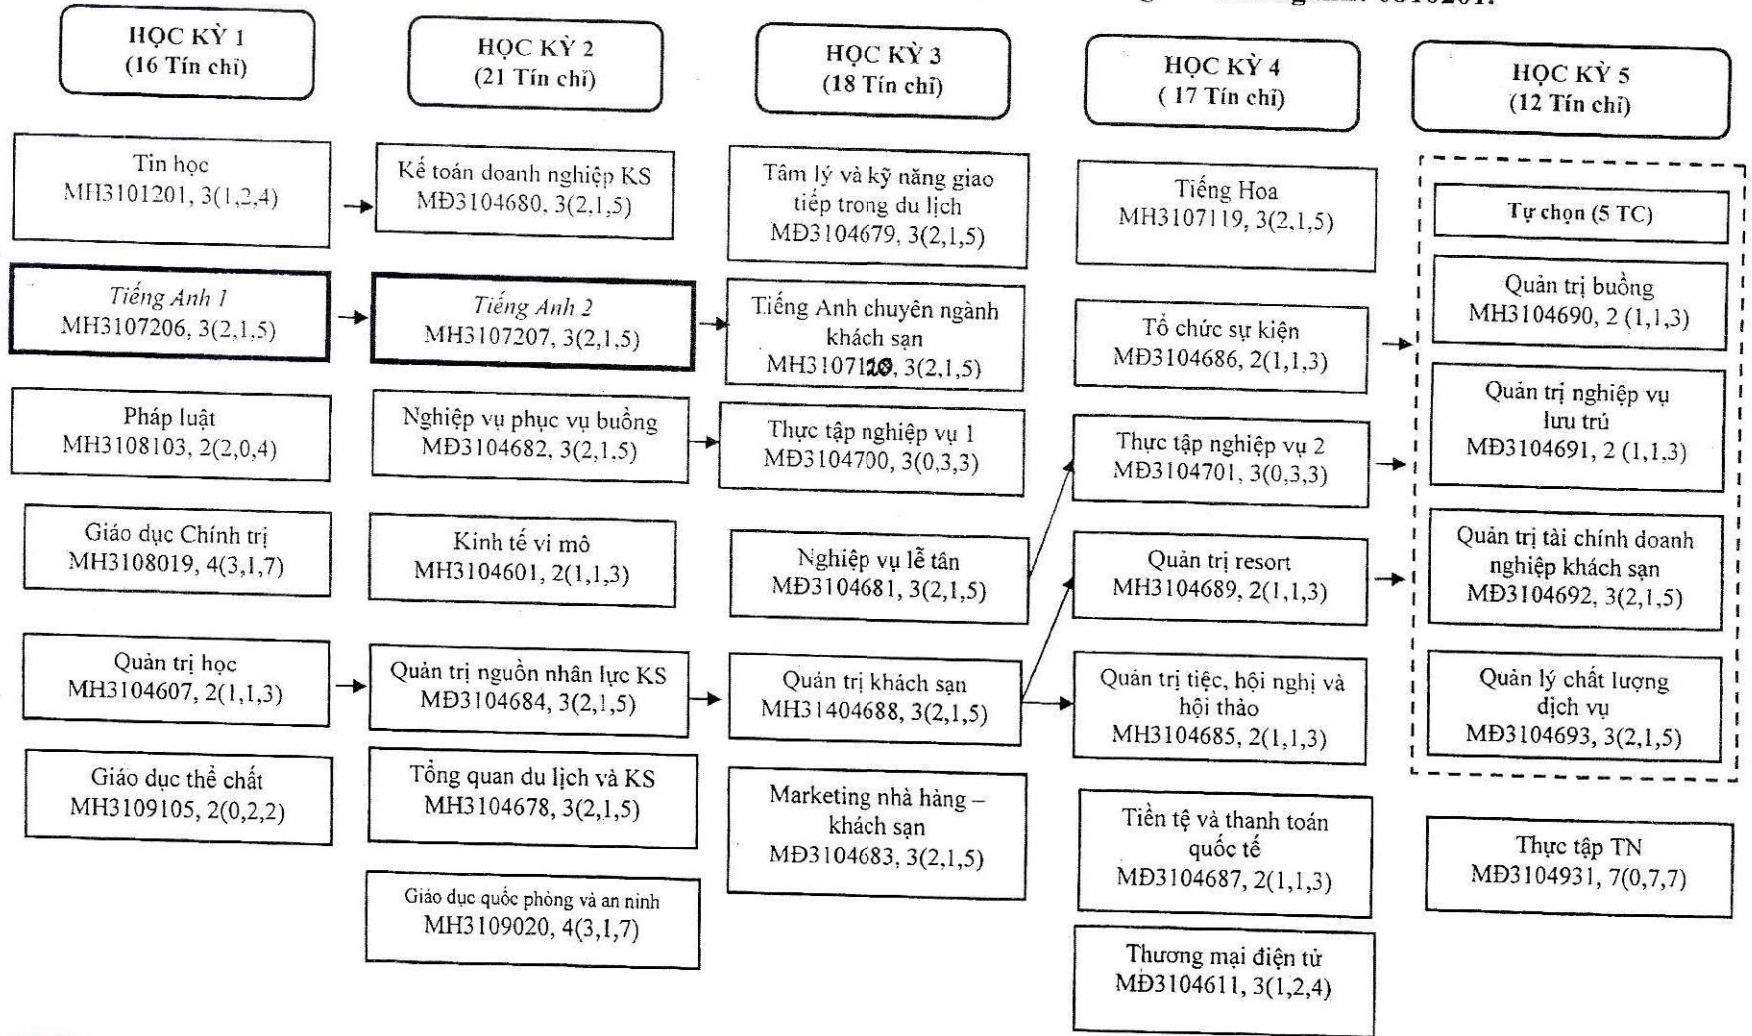 6810201.
HỌC KỲ 1
(16 Tín chỉ)
Tin học
MH3101201, 3(1,2,4)
Tiếng Anh 1
MH3107206, 3(2,1,5)
Pháp luật
MH3108103, 2(2,0,4)
Giáo dục Chính trị
MH3108019, 4(3,1,7)
Quản trị học
MH3104607, 2(1,1,3)
Giáo dục thể chất
MH3109105, 2(0,2,2)
HỌC KỲ 2
(21 Tín chỉ)
Kế toán doanh nghiệp KS
MĐ3104680, 3(2,1,5)
Tiếng Anh 2
MH3107207, 3(2,1,5)
Nghiệp vụ phục vụ buồng
MĐ3104682, 3(2,1,5)
Kinh tế vi mô
MH3104601, 2(1,1,3)
Quản trị nguồn nhân lực KS
MĐ3104684, 3(2,1,5)
Tổng quan du lịch và KS
MH3104678, 3(2,1,5)
Giáo dục quốc phòng và an ninh
MH3109020, 4(3,1,7)
HỌC KỲ 3
(18 Tín chỉ)
Tâm lý và kỹ năng giao
tiếp trong du lịch
MĐ3104679, 3(2,1,5)
Tiếng Anh chuyên ngành
khách sạn
MH3107120, 3(2,1,5)
Thực tập nghiệp vụ 1
MĐ3104700, 3(0,3,3)
Nghiệp vụ lễ tân
MĐ3104681, 3(2,1,5)
Quản trị khách sạn
MH31404688, 3(2,1,5)
Marketing nhà hàng –
khách sạn
MĐ3104683, 3(2,1,5)
HỌC KỲ 4
( 17 Tín chỉ)
Tiếng Hoa
MH3107119, 3(2,1,5)
Tổ chức sự kiện
MĐ3104686, 2(1,1,3)
Thực tập nghiệp vụ 2
MĐ3104701, 3(0,3,3)
Quản trị resort
MH3104689, 2(1,1,3)
Quản trị tiệc, hội nghị và
hội thảo
MH3104685, 2(1,1,3)
Tiền tệ và thanh toán
quốc tế
MĐ3104687, 2(1,1,3)
Thương mại điện tử
MĐ3104611, 3(1,2,4)
HỌC KỲ 5
(12 Tín chỉ)
Tự chọn (5 TC)
Quản trị buồng
MH3104690, 2 (1,1,3)
Quản trị nghiệp vụ
lưu trú
MĐ3104691, 2 (1,1,3)
Quản trị tài chính doanh
nghiệp khách sạn
MĐ3104692, 3(2,1,5)
Quản lý chất lượng
dịch vụ
MĐ3104693, 3(2,1,5)
Thực tập TN
MĐ3104931, 7(0,7,7)